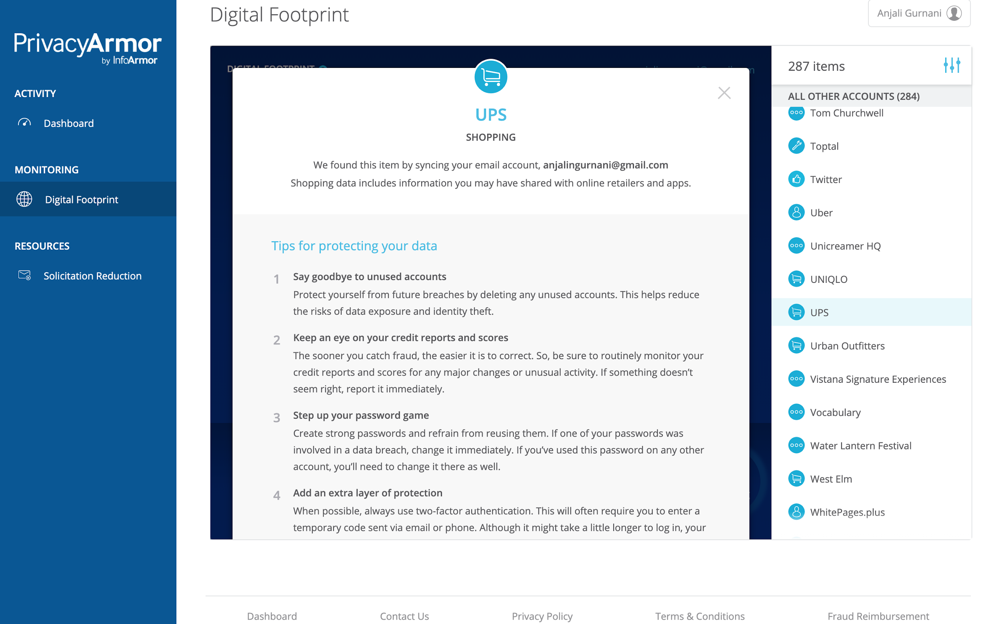 Digital Footprint
Anjali Gurnani
PrivacyArmor
by InfoArmor
ACTIVITY
Dashboard
MONITORING
Digital Footprint
RESOURCES
Solicitation Reduction
DIGITAL FOOTPRINT
UPS
SHOPPING
We found this item by syncing your email account, anjalingurnani@gmail.com
Shopping data includes information you may have shared with online retailers and apps.
Tips for protecting your data
1 Say goodbye to unused accounts
Protect yourself from future breaches by deleting any unused accounts. This helps reduce
the risks of data exposure and identity theft.
2 Keep an eye on your credit reports and scores
The sooner you catch fraud, the easier it is to correct. So, be sure to routinely monitor your
credit reports and scores for any major changes or unusual activity. If something doesn’t
seem right, report it immediately.
3 Step up your password game
Create strong passwords and refrain from reusing them. If one of your passwords was
involved in a data breach, change it immediately. If you’ve used this password on any other
account, you’ll need to change it there as well.
4 Add an extra layer of protection
When possible, always use two-factor authentication. This will often require you to enter a
temporary code sent via email or phone. Although it might take a little longer to log in, your
287 items
ALL OTHER ACCOUNTS (284)
Tom Churchwell
Toptal
Twitter
Uber
Unicreamer HQ
UNIQLO
UPS
Urban Outfitters
Vistana Signature Experiences
Vocabulary
Water Lantern Festival
West Elm
WhitePages.plus
Dashboard
Contact Us
Privacy Policy
Terms & Conditions
Fraud Reimbursement